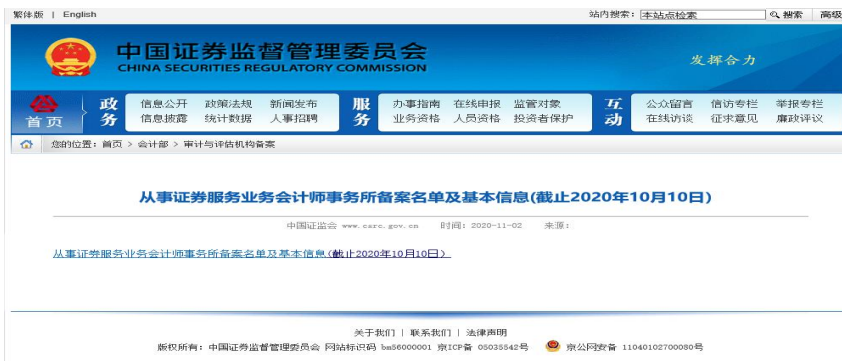 繁体版 | English 站内搜索： 本站点检索 搜索 高级
中国证券监督管理委员会
CHINA SECURITIES REGULATORY COMMISSION
发挥合力
首页
政务
信息公开 政策法规 新闻发布
信息披露 统计数据 人事招聘
服务
办事指南 在线申报 监管对象
业务资格 人员资格 投资者保护
互动
公众留言 信访专栏 举报专栏
在线访谈 征求意见 廉政评议
您的位置：首页 > 会计部 > 审计与评估机构备案
从事证券服务业务会计师事务所备案名单及基本信息(截止2020年10月10日)
中国证监会 www.csrc.gov.cn 时间：2020-11-02 来源：
从事证券服务业务会计师事务所备案名单及基本信息(截止2020年10月10日)
关于我们 | 联系我们 | 法律声明
版权所有：中国证券监督管理委员会 网站标识码 bm56000001 京ICP备 05035542号 京公网安备 11040102700080号